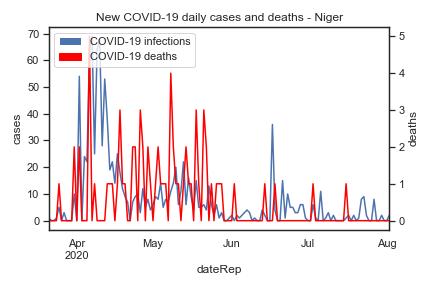 New COVID-19 daily cases and deaths - Niger
COVID-19 infections
COVID-19 deaths
70
60
50
40
30
20
10
0
cases
5
4
3
2
1
0
deaths
Apr
2020
May
Jun
Jul
Aug
dateRep